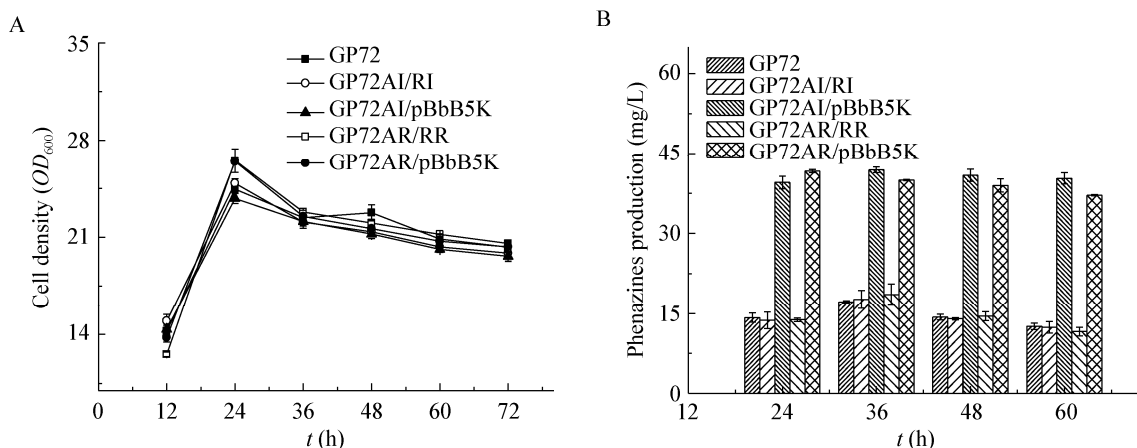 A
35
28
21
14
Cell density (OD600)
0
12
24
36
48
60
72
t (h)
GP72
GP72AI/RI
GP72AI/pBbB5K
GP72AR/RR
GP72AR/pBbB5K
B
60
45
30
15
0
Phenazines production (mg/L)
12
24
36
48
60
t (h)
GP72
GP72AI/RI
GP72AI/pBbB5K
GP72AR/RR
GP72AR/pBbB5K